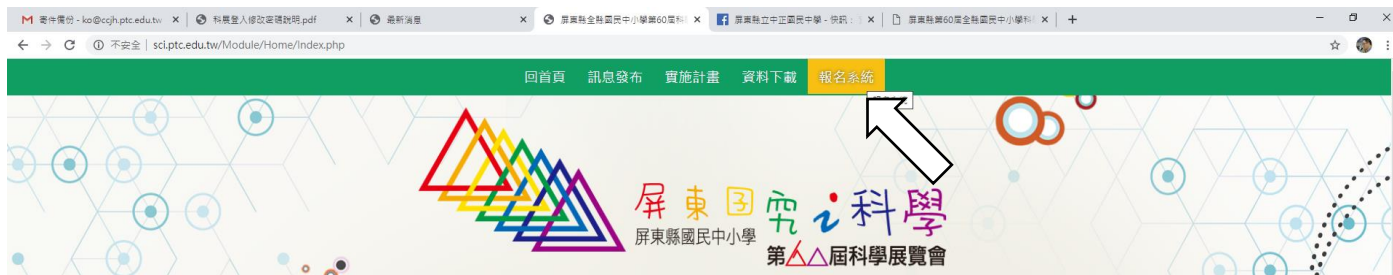 寄件備份 - ko@ccjh.ptc.edu.tw
科展登入修改密碼說明.pdf
最新消息
屏東縣全縣國民中小學第60屆科
屏東縣立中正國民中學 - 快訊：
屏東縣第60屆全縣國民中小學科
不安全 | sci.ptc.edu.tw/Module/Home/Index.php
回首頁 訊息發布 實施計畫 資料下載 報名系統
屏東囝究i科學
屏東縣國民中小學
第六△屆科學展覽會